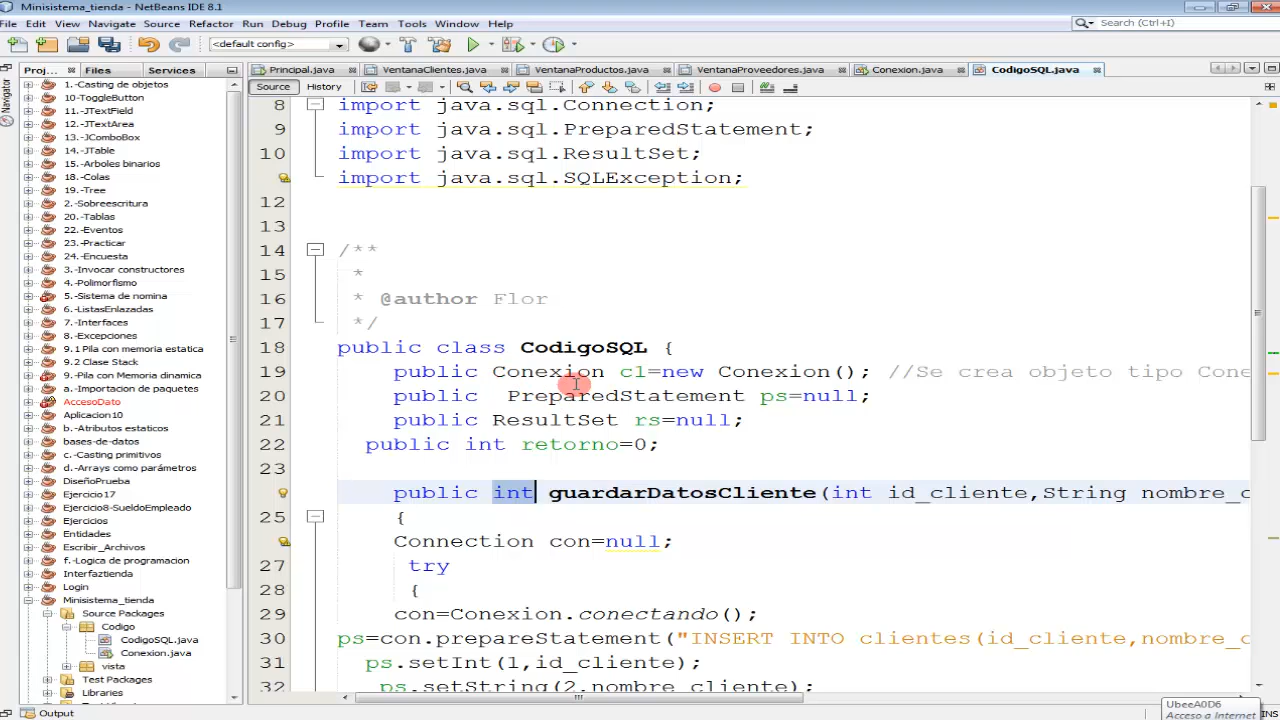 Minisistema_tienda - NetBeans IDE 8.1
File Edit View Navigate Source Refactor Run Debug Profile Team Tools Window Help
Search (Ctrl+I)
<default config>
Proj... Files Services
Principal.java VentanaClientes.java VentanaProductos.java VentanaProveedores.java Conexion.java CodigoSQL.java
Navigator
Source History
1.-Casting de objetos
10-ToggleButton
11.-JTextField
12.-JTextArea
13.-JComboBox
14.-JTable
15.-Arboles binarios
18.-Colas
19.-Tree
2.-Sobreescritura
20.-Tablas
22.-Eventos
23.-Practicar
24.-Encuesta
3.-Invocar constructores
4.-Polimorfismo
5.-Sistema de nomina
6.-ListasEnlazadas
7.-Interfaces
8.-Excepciones
9.1 Pila con memoria estatica
9.2 Clase Stack
9.-Pila con Memoria dinamica
a.-Importacion de paquetes
AccesoDato
Aplicacion10
b.-Atributos estaticos
bases-de-datos
c.-Casting primitivos
d.-Arrays como parámetros
DiseñoPrueba
Ejercicio17
Ejercicio8-SueldoEmpleado
Ejercicios
Entidades
Escribir_Archivos
f.-Logica de programacion
Interfaztienda
Login
Minisistema_tienda
Source Packages
Codigo
CodigoSQL.java
Conexion.java
vista
Test Packages
Libraries
8 import java.sql.Connection;
9 import java.sql.PreparedStatement;
10 import java.sql.ResultSet;
import java.sql.SQLException;
12
13
14 /**
15 *
16 * @author Flor
17 */
18 public class CodigoSQL {
19 public Conexion cl=new Conexion(); //Se crea objeto tipo Cone
20 public PreparedStatement ps=null;
21 public ResultSet rs=null;
22 public int retorno=0;
23
public int guardarDatosCliente(int id_cliente,String nombre_c
25 {
Connection con=null;
27 try
28 {
29 con=Conexion.conectando();
30 ps=con.prepareStatement("INSERT INTO clientes(id_cliente,nombre_c
31 ps.setInt(1,id_cliente);
32 ps.setString(2,nombre_cliente);
Output
UbeeA0D6
Acceso a Internet
INS